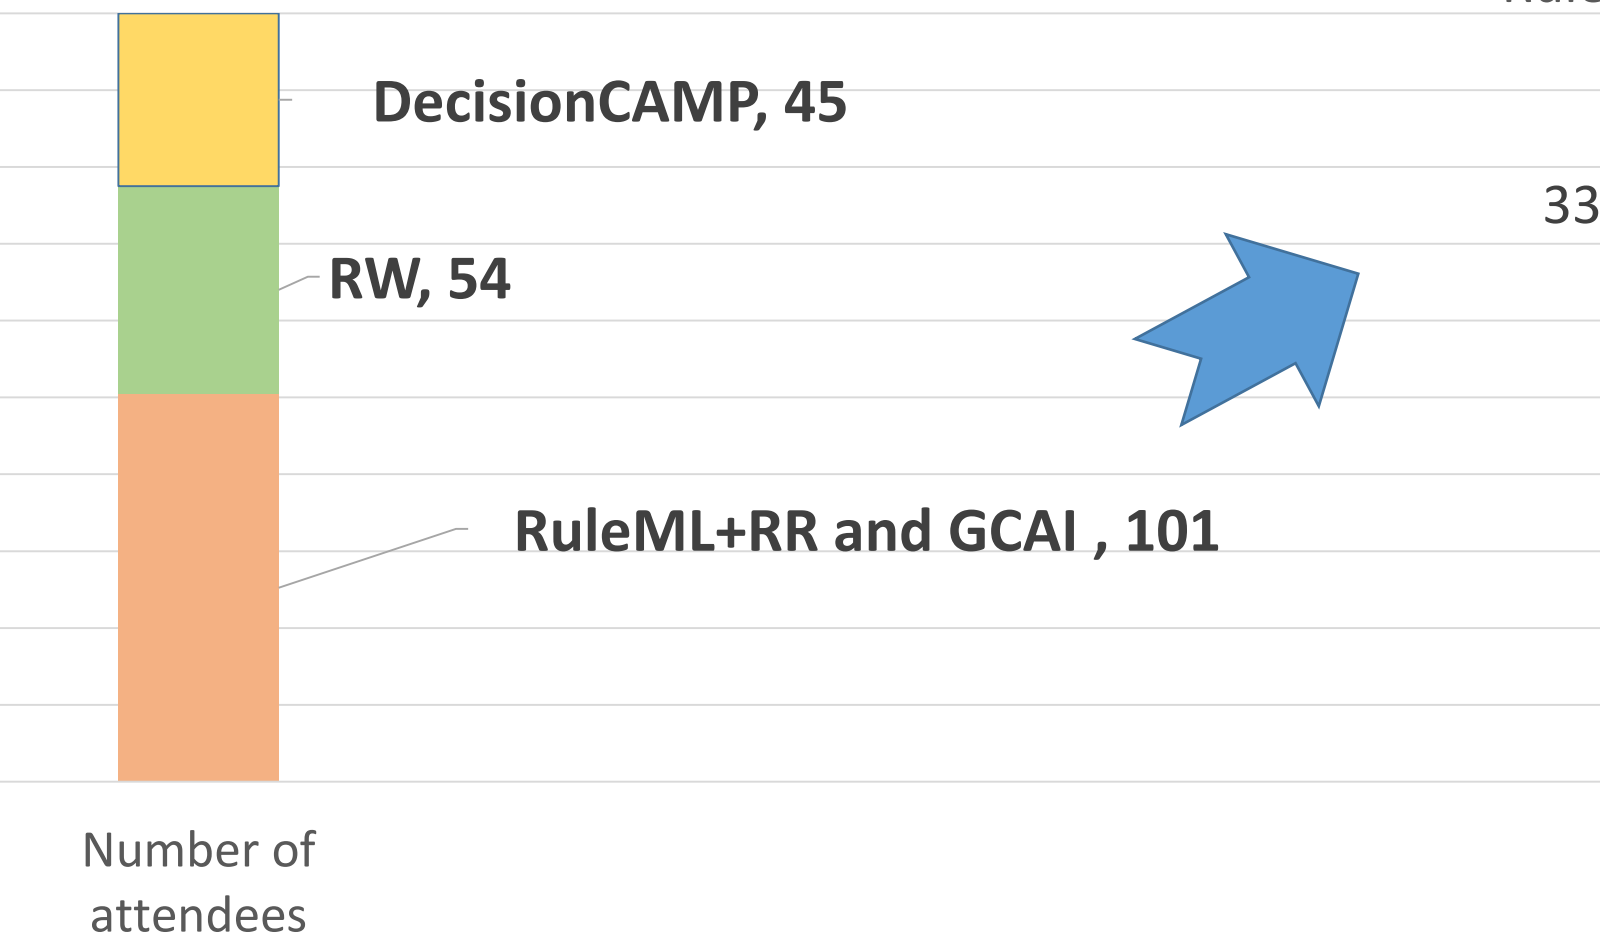 DecisionCAMP, 45
33
RW, 54
RuleML+RR and GCAI , 101
Number of
attendees